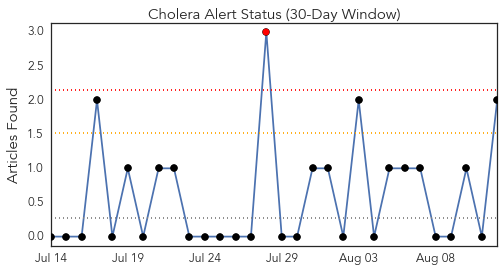 Cholera Alert Status (30-Day Window)
Articles Found
3.0
2.5
2.0
1.5
1.0
0.5
0.0
Jul 14 Jul 19 Jul 24 Jul 29 Aug 03 Aug 08